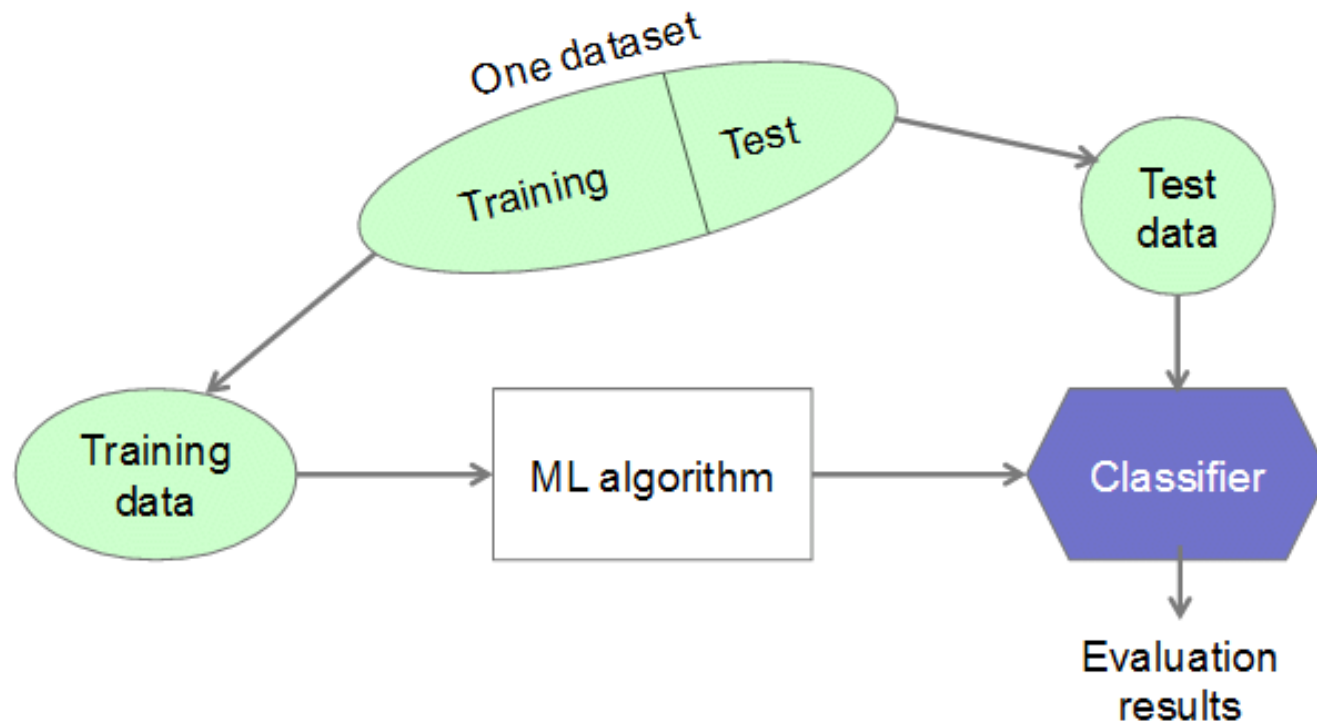 One dataset
Training
Test
Test
data
Training
data
ML algorithm
Classifier
Evaluation
results